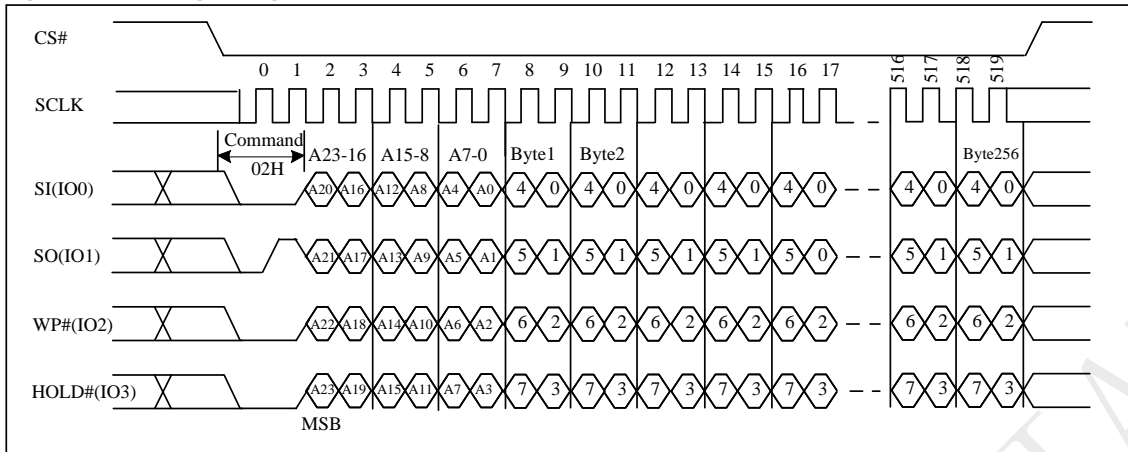 CS#
0 1 2 3 4 5 6 7 8 9 10 11 12 13 14 15 16 17 516 517 518 519
SCLK
Command
02H
A23-16 A15-8 A7-0 Byte1 Byte2 Byte256
SI(IO0) A20 A16 A12 A8 A4 A0 4 0 4 0 4 0 4 0 4 0 4 0 4 0
SO(IO1) A21 A17 A13 A9 A5 A1 5 1 5 1 5 1 5 1 5 0 5 1 5 1
WP#(IO2) A22 A18 A14 A10 A6 A2 6 2 6 2 6 2 6 2 6 2 6 2 6 2
HOLD#(IO3) A23 A19 A15 A11 A7 A3 7 3 7 3 7 3 7 3 7 3 7 3 7 3
MSB